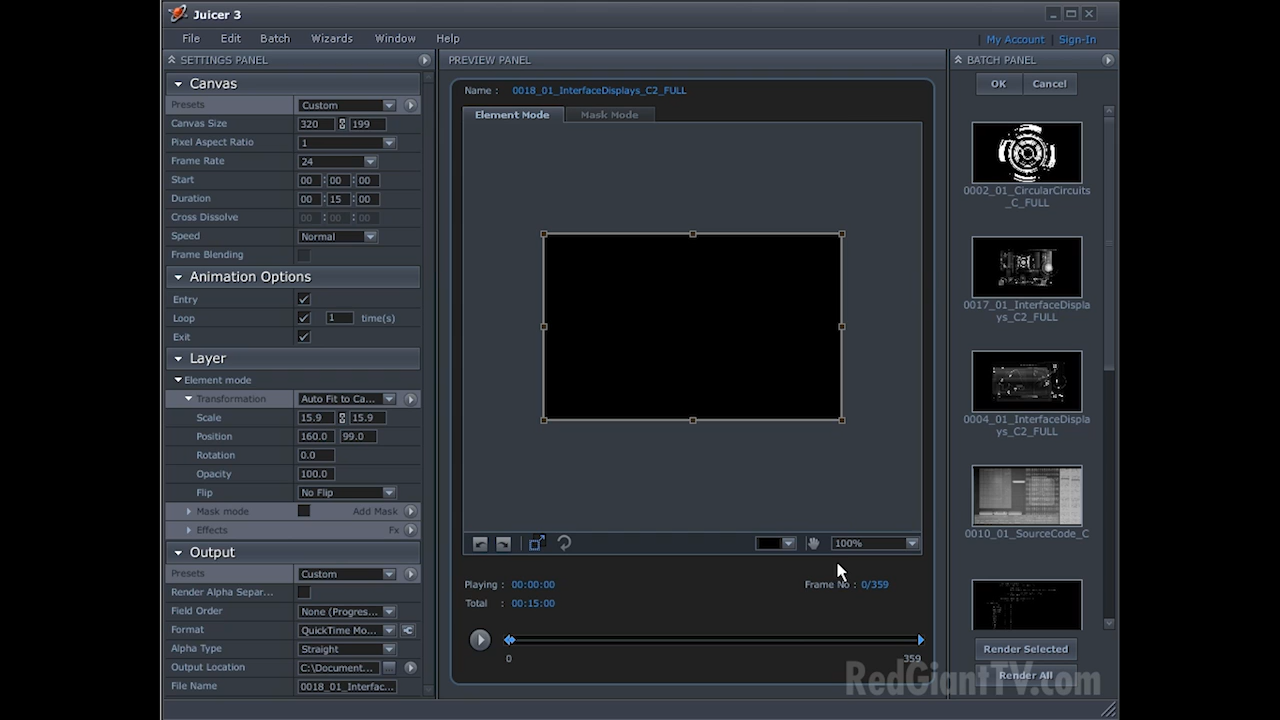 Juicer 3
File Edit Batch Wizards Window Help
My Account | Sign-In
SETTINGS PANEL
Canvas
Presets Custom
Canvas Size 320 199
Pixel Aspect Ratio 1
Frame Rate 24
Start 00 : 00 : 00
Duration 00 : 15 : 00
Cross Dissolve 00 : 00 : 00
Speed Normal
Frame Blending
Animation Options
Entry
Loop 1 time(s)
Exit
Layer
Element mode
Transformation Auto Fit to Ca...
Scale 15.9 15.9
Position 160.0 99.0
Rotation 0.0
Opacity 100.0
Flip No Flip
Mask mode Add Mask
Effects Fx
Output
Presets Custom
Render Alpha Separ...
Field Order None (Progres...
Format QuickTime Mo...
Alpha Type Straight
Output Location C:\Document... ...
File Name 0018_01_Interfac...
PREVIEW PANEL
Name : 0018_01_InterfaceDisplays_C2_FULL
Element Mode Mask Mode
100%
Playing : 00:00:00
Frame No : 0/359
Total : 00:15:00
0 359
BATCH PANEL
OK Cancel
0002_01_CircularCircuits
_C_FULL
0017_01_InterfaceDispla
ys_C2_FULL
0004_01_InterfaceDispla
ys_C2_FULL
0010_01_SourceCode_C
Render Selected
Render All
RedGiantTV.com